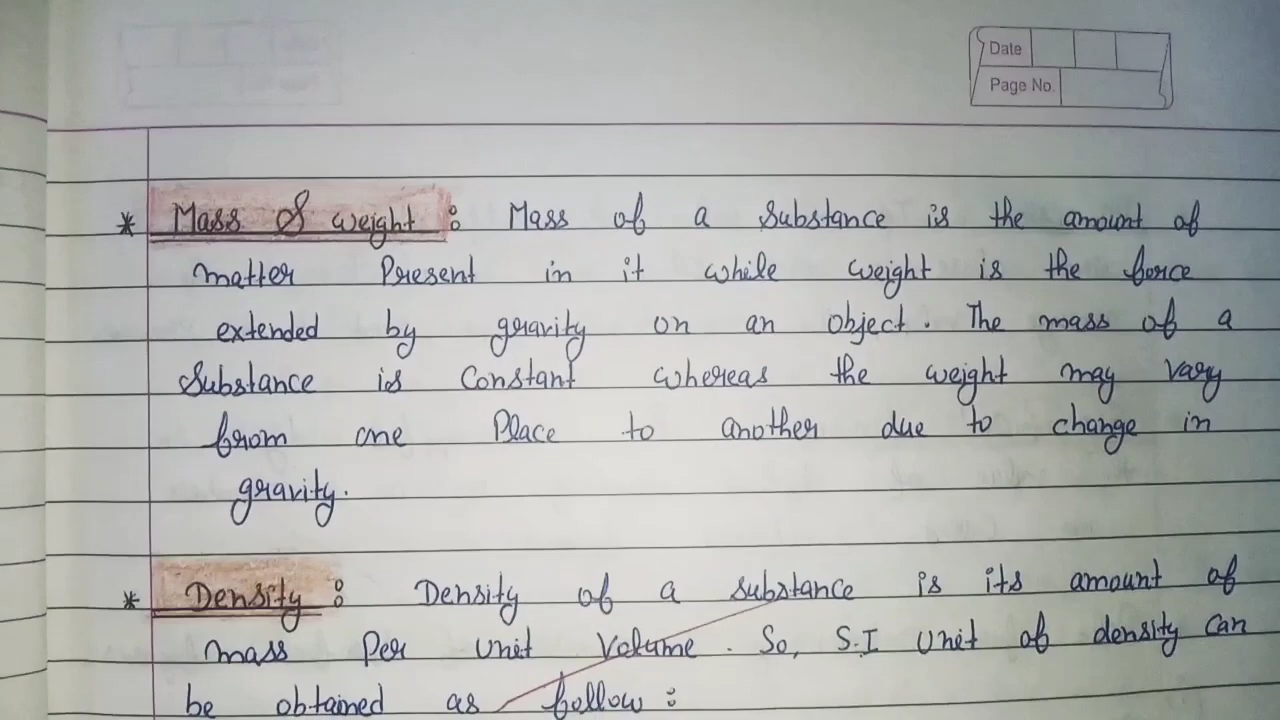 Date
Page No.
* Mass & weight : Mass of a substance is the amount of
matter Present in it while weight is the force
extended by gravity on an object. The mass of a
Substance is Constant whereas the weight may vary
from one Place to another due to change in
gravity.
* Density : Density of a substance is its amount of
mass Per unit Volume. So, S.I Unit of density can
be obtained as follow :